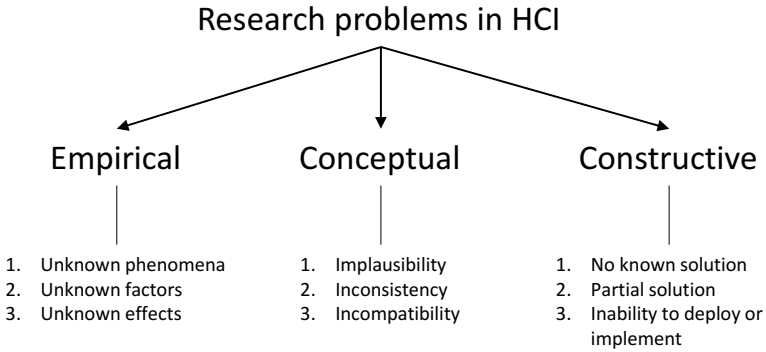 Research problems in HCI
Empirical
Conceptual
Constructive
1. Unknown phenomena
2. Unknown factors
3. Unknown effects
1. Implausibility
2. Inconsistency
3. Incompatibility
1. No known solution
2. Partial solution
3. Inability to deploy or
implement